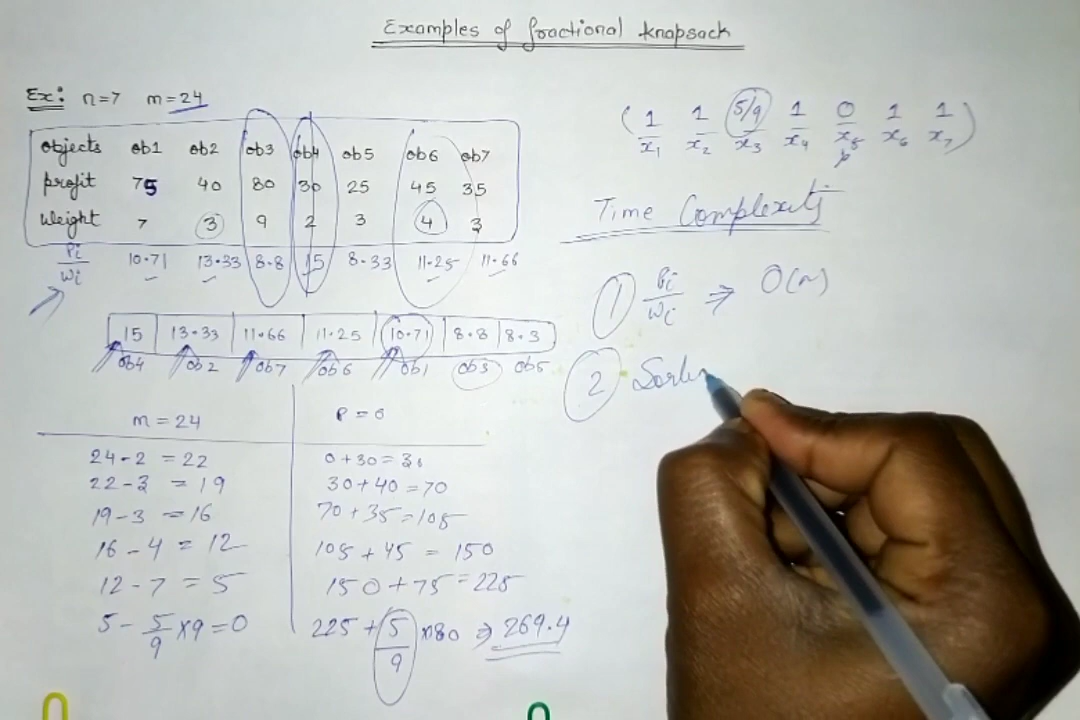 Examples of fractional knapsack
Ex: n=7 m=24
objects ob1 ob2 ob3 ob4 ob5 ob6 ob7
profit 75 40 80 30 25 45 35
Weight 7 3 9 2 3 4 3
Pi/Wi 10.71 13.33 8.8 15 8.33 11.25 11.66
15 13.33 11.66 11.25 10.71 8.8 8.3
ob4 ob2 ob7 ob6 ob1 ob3 ob5
m = 24 P = 0
24-2 = 22 0+30=30
22-3 = 19 30+40=70
19-3 = 16 70+35=105
16-4 = 12 105+45 = 150
12-7 = 5 150+75=225
5 - 5/9 x9=0 225 + 5/9 x80 ⇒ 269.4
( 1/x1 1/x2 5/9/x3 1/x4 0/x5 1/x6 1/x7 )
Time Complexity
1 Pi/Wi ⇒ O(n)
2